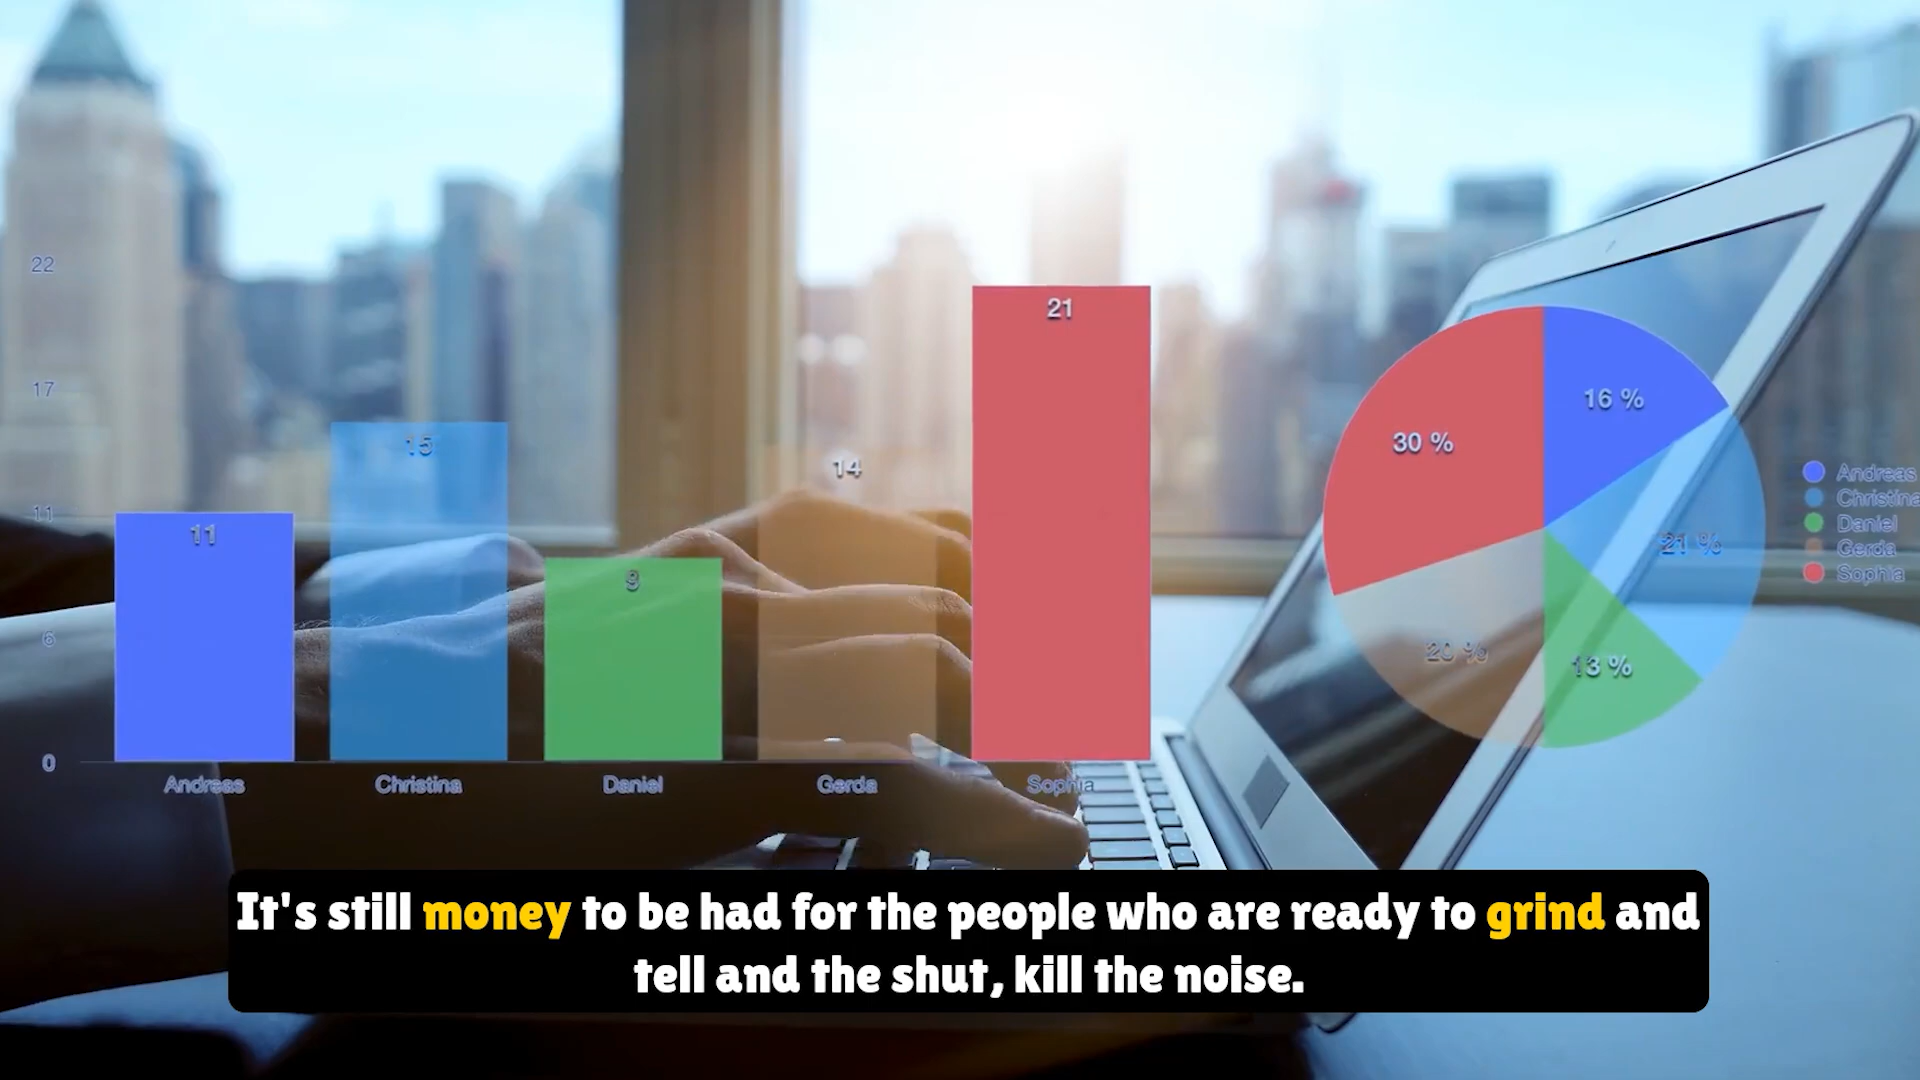 22
17
11
6
0
11
15
9
14
21
Andreas
Christina
Daniel
Gerda
Sophia
30 %
16 %
21 %
20 %
13 %
Andreas
Christina
Daniel
Gerda
Sophia
It's still money to be had for the people who are ready to grind and
tell and the shut, kill the noise.